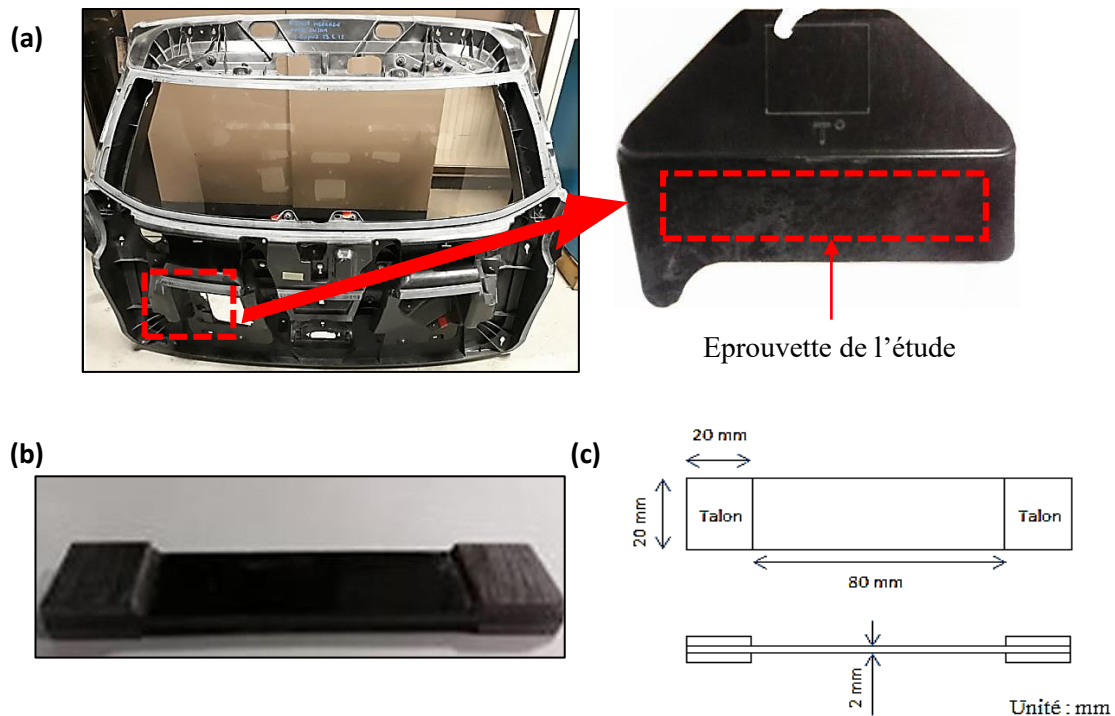 (a)
Eprouvette de l’étude
(b)
(c)
20 mm
20 mm
Talon
Talon
80 mm
2 mm
Unité : mm